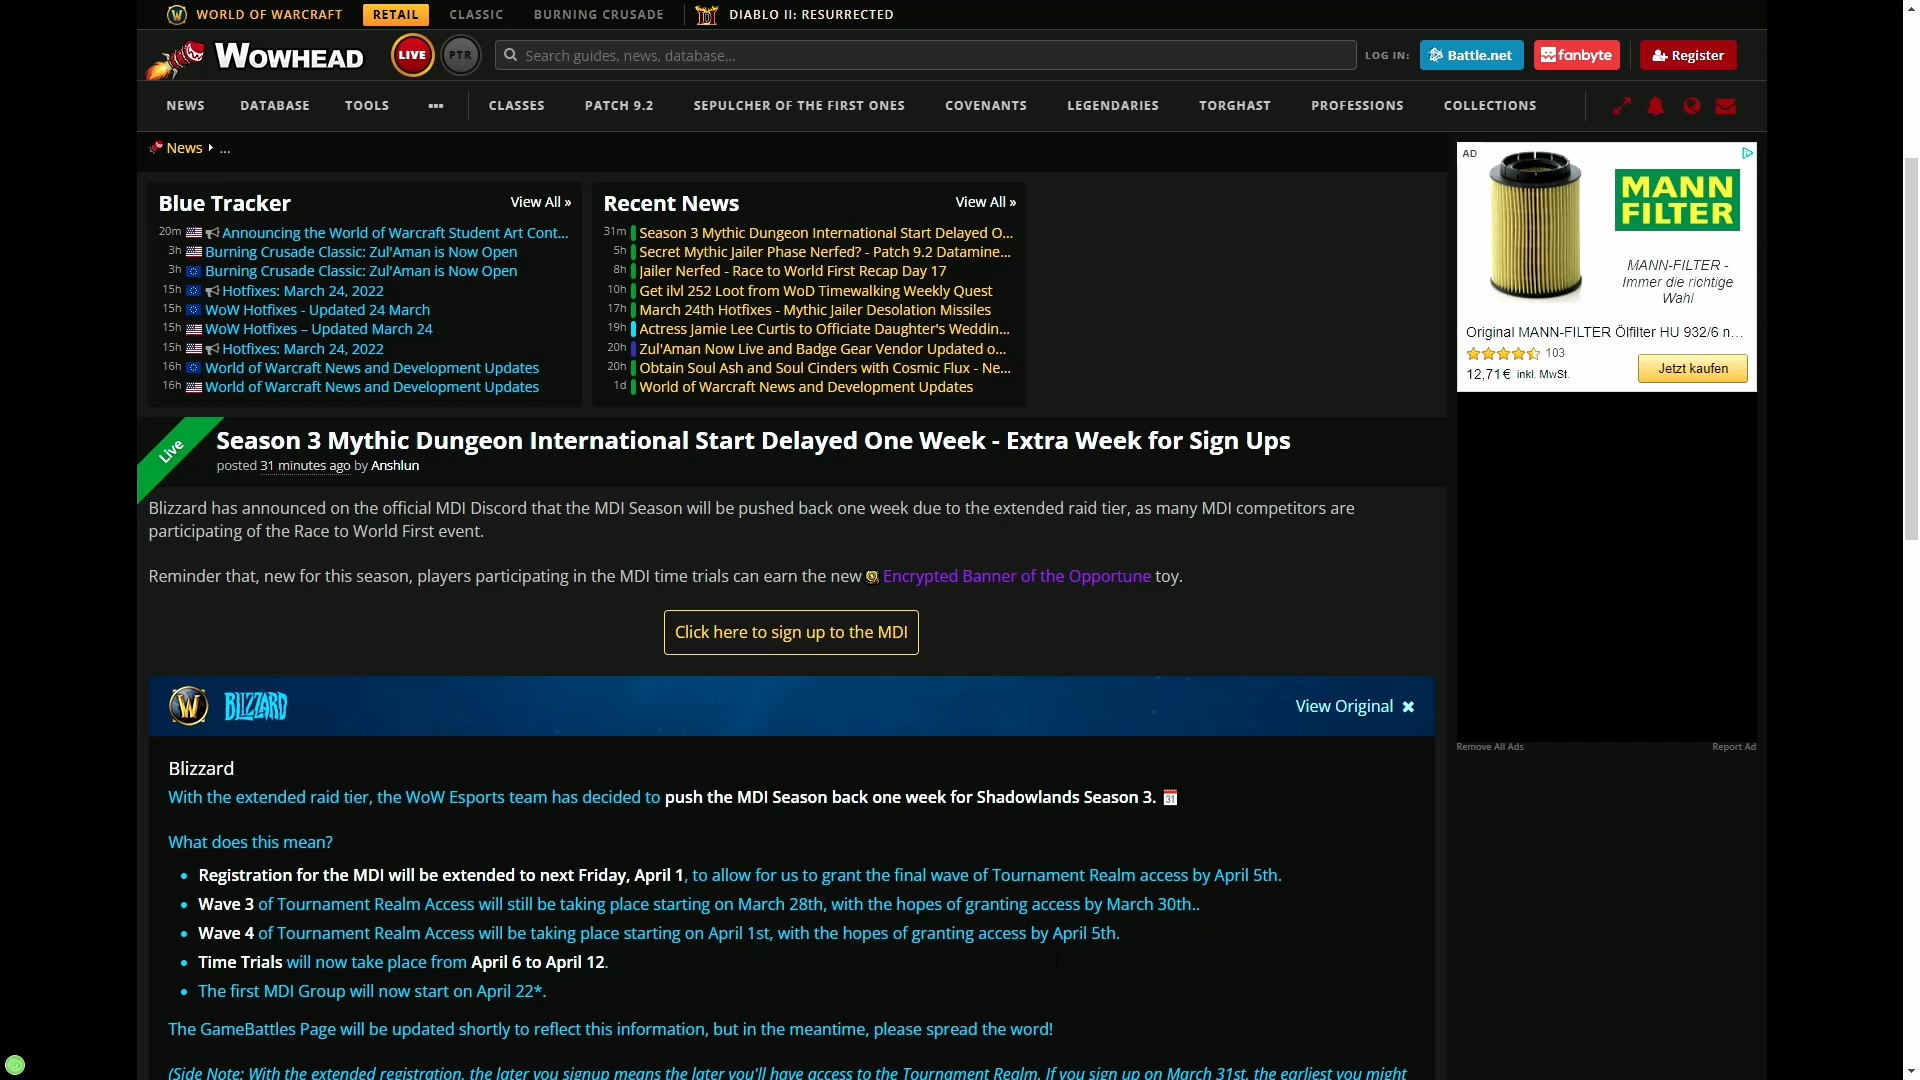 WORLD OF WARCRAFT RETAIL CLASSIC BURNING CRUSADE DIABLO II: RESURRECTED
WOWHEAD LIVE PTR Search guides, news, database... LOG IN: Battle.net fanbyte Register
NEWS DATABASE TOOLS ••• CLASSES PATCH 9.2 SEPULCHER OF THE FIRST ONES COVENANTS LEGENDARIES TORGHAST PROFESSIONS COLLECTIONS
News ...
Blue Tracker View All »
20m Announcing the World of Warcraft Student Art Cont...
3h Burning Crusade Classic: Zul'Aman is Now Open
3h Burning Crusade Classic: Zul'Aman is Now Open
15h Hotfixes: March 24, 2022
15h WoW Hotfixes - Updated 24 March
15h WoW Hotfixes – Updated March 24
15h Hotfixes: March 24, 2022
16h World of Warcraft News and Development Updates
16h World of Warcraft News and Development Updates
Recent News View All »
31m Season 3 Mythic Dungeon International Start Delayed O...
5h Secret Mythic Jailer Phase Nerfed? - Patch 9.2 Datamine...
8h Jailer Nerfed - Race to World First Recap Day 17
10h Get ilvl 252 Loot from WoD Timewalking Weekly Quest
17h March 24th Hotfixes - Mythic Jailer Desolation Missiles
19h Actress Jamie Lee Curtis to Officiate Daughter's Weddin...
20h Zul'Aman Now Live and Badge Gear Vendor Updated o...
20h Obtain Soul Ash and Soul Cinders with Cosmic Flux - Ne...
1d World of Warcraft News and Development Updates
AD
MANN
FILTER
MANN-FILTER -
Immer die richtige
Wahl
Original MANN-FILTER Ölfilter HU 932/6 n...
103
12,71€ inkl. MwSt. Jetzt kaufen
Remove All Ads Report Ad
Live
Season 3 Mythic Dungeon International Start Delayed One Week - Extra Week for Sign Ups
posted 31 minutes ago by Anshlun
Blizzard has announced on the official MDI Discord that the MDI Season will be pushed back one week due to the extended raid tier, as many MDI competitors are
participating of the Race to World First event.
Reminder that, new for this season, players participating in the MDI time trials can earn the new Encrypted Banner of the Opportune toy.
Click here to sign up to the MDI
W BLIZZARD View Original ✖
Blizzard
With the extended raid tier, the WoW Esports team has decided to push the MDI Season back one week for Shadowlands Season 3. 31
What does this mean?
• Registration for the MDI will be extended to next Friday, April 1, to allow for us to grant the final wave of Tournament Realm access by April 5th.
• Wave 3 of Tournament Realm Access will still be taking place starting on March 28th, with the hopes of granting access by March 30th..
• Wave 4 of Tournament Realm Access will be taking place starting on April 1st, with the hopes of granting access by April 5th.
• Time Trials will now take place from April 6 to April 12.
• The first MDI Group will now start on April 22*.
The GameBattles Page will be updated shortly to reflect this information, but in the meantime, please spread the word!
(Side Note: With the extended registration, the later you signup means the later you'll have access to the Tournament Realm. If you sign up on March 31st, the earliest you might